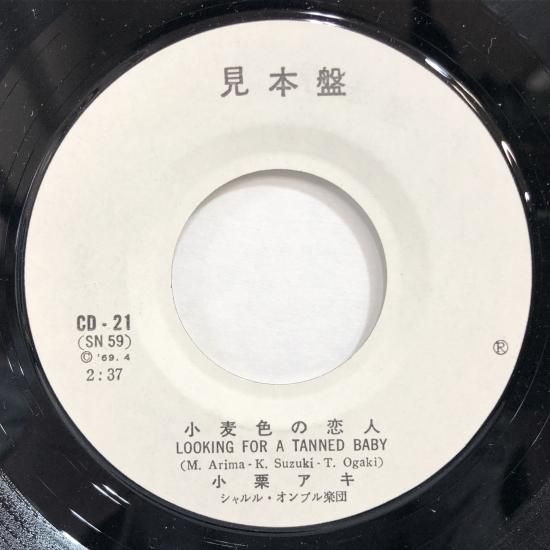 見本盤
CD-21
(SN 59)
© '69. 4
2:37
Ⓡ
小麦色の恋人
LOOKING FOR A TANNED BABY
(M. Arima - K. Suzuki - T. Ogaki)
小栗アキ
シャルル・オンブル楽団